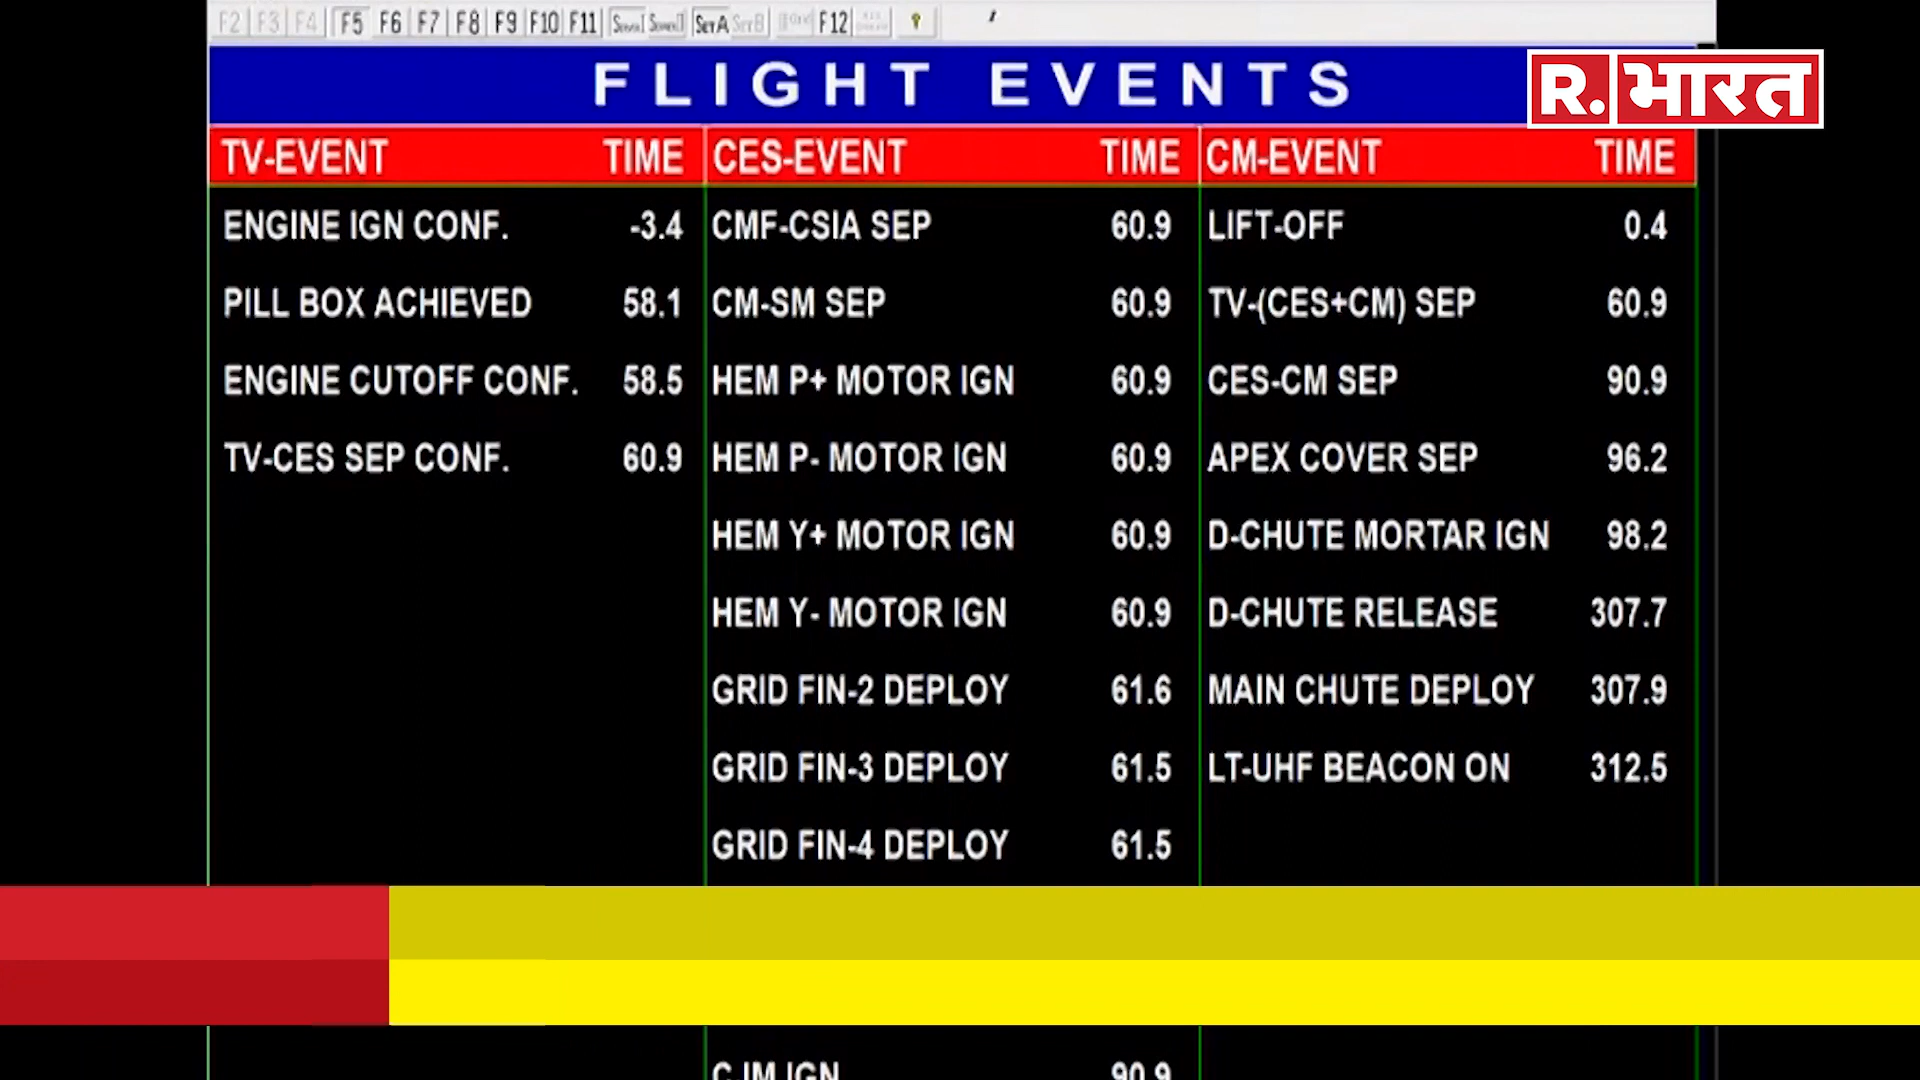 F2 F3 F4 F5 F6 F7 F8 F9 F10 F11 SetA SetB F12
FLIGHT EVENTS
R. भारत
TV-EVENT TIME CES-EVENT TIME CM-EVENT TIME
ENGINE IGN CONF. -3.4 CMF-CSIA SEP 60.9 LIFT-OFF 0.4
PILL BOX ACHIEVED 58.1 CM-SM SEP 60.9 TV-(CES+CM) SEP 60.9
ENGINE CUTOFF CONF. 58.5 HEM P+ MOTOR IGN 60.9 CES-CM SEP 90.9
TV-CES SEP CONF. 60.9 HEM P- MOTOR IGN 60.9 APEX COVER SEP 96.2
HEM Y+ MOTOR IGN 60.9 D-CHUTE MORTAR IGN 98.2
HEM Y- MOTOR IGN 60.9 D-CHUTE RELEASE 307.7
GRID FIN-2 DEPLOY 61.6 MAIN CHUTE DEPLOY 307.9
GRID FIN-3 DEPLOY 61.5 LT-UHF BEACON ON 312.5
GRID FIN-4 DEPLOY 61.5
CJM IGN 90.9